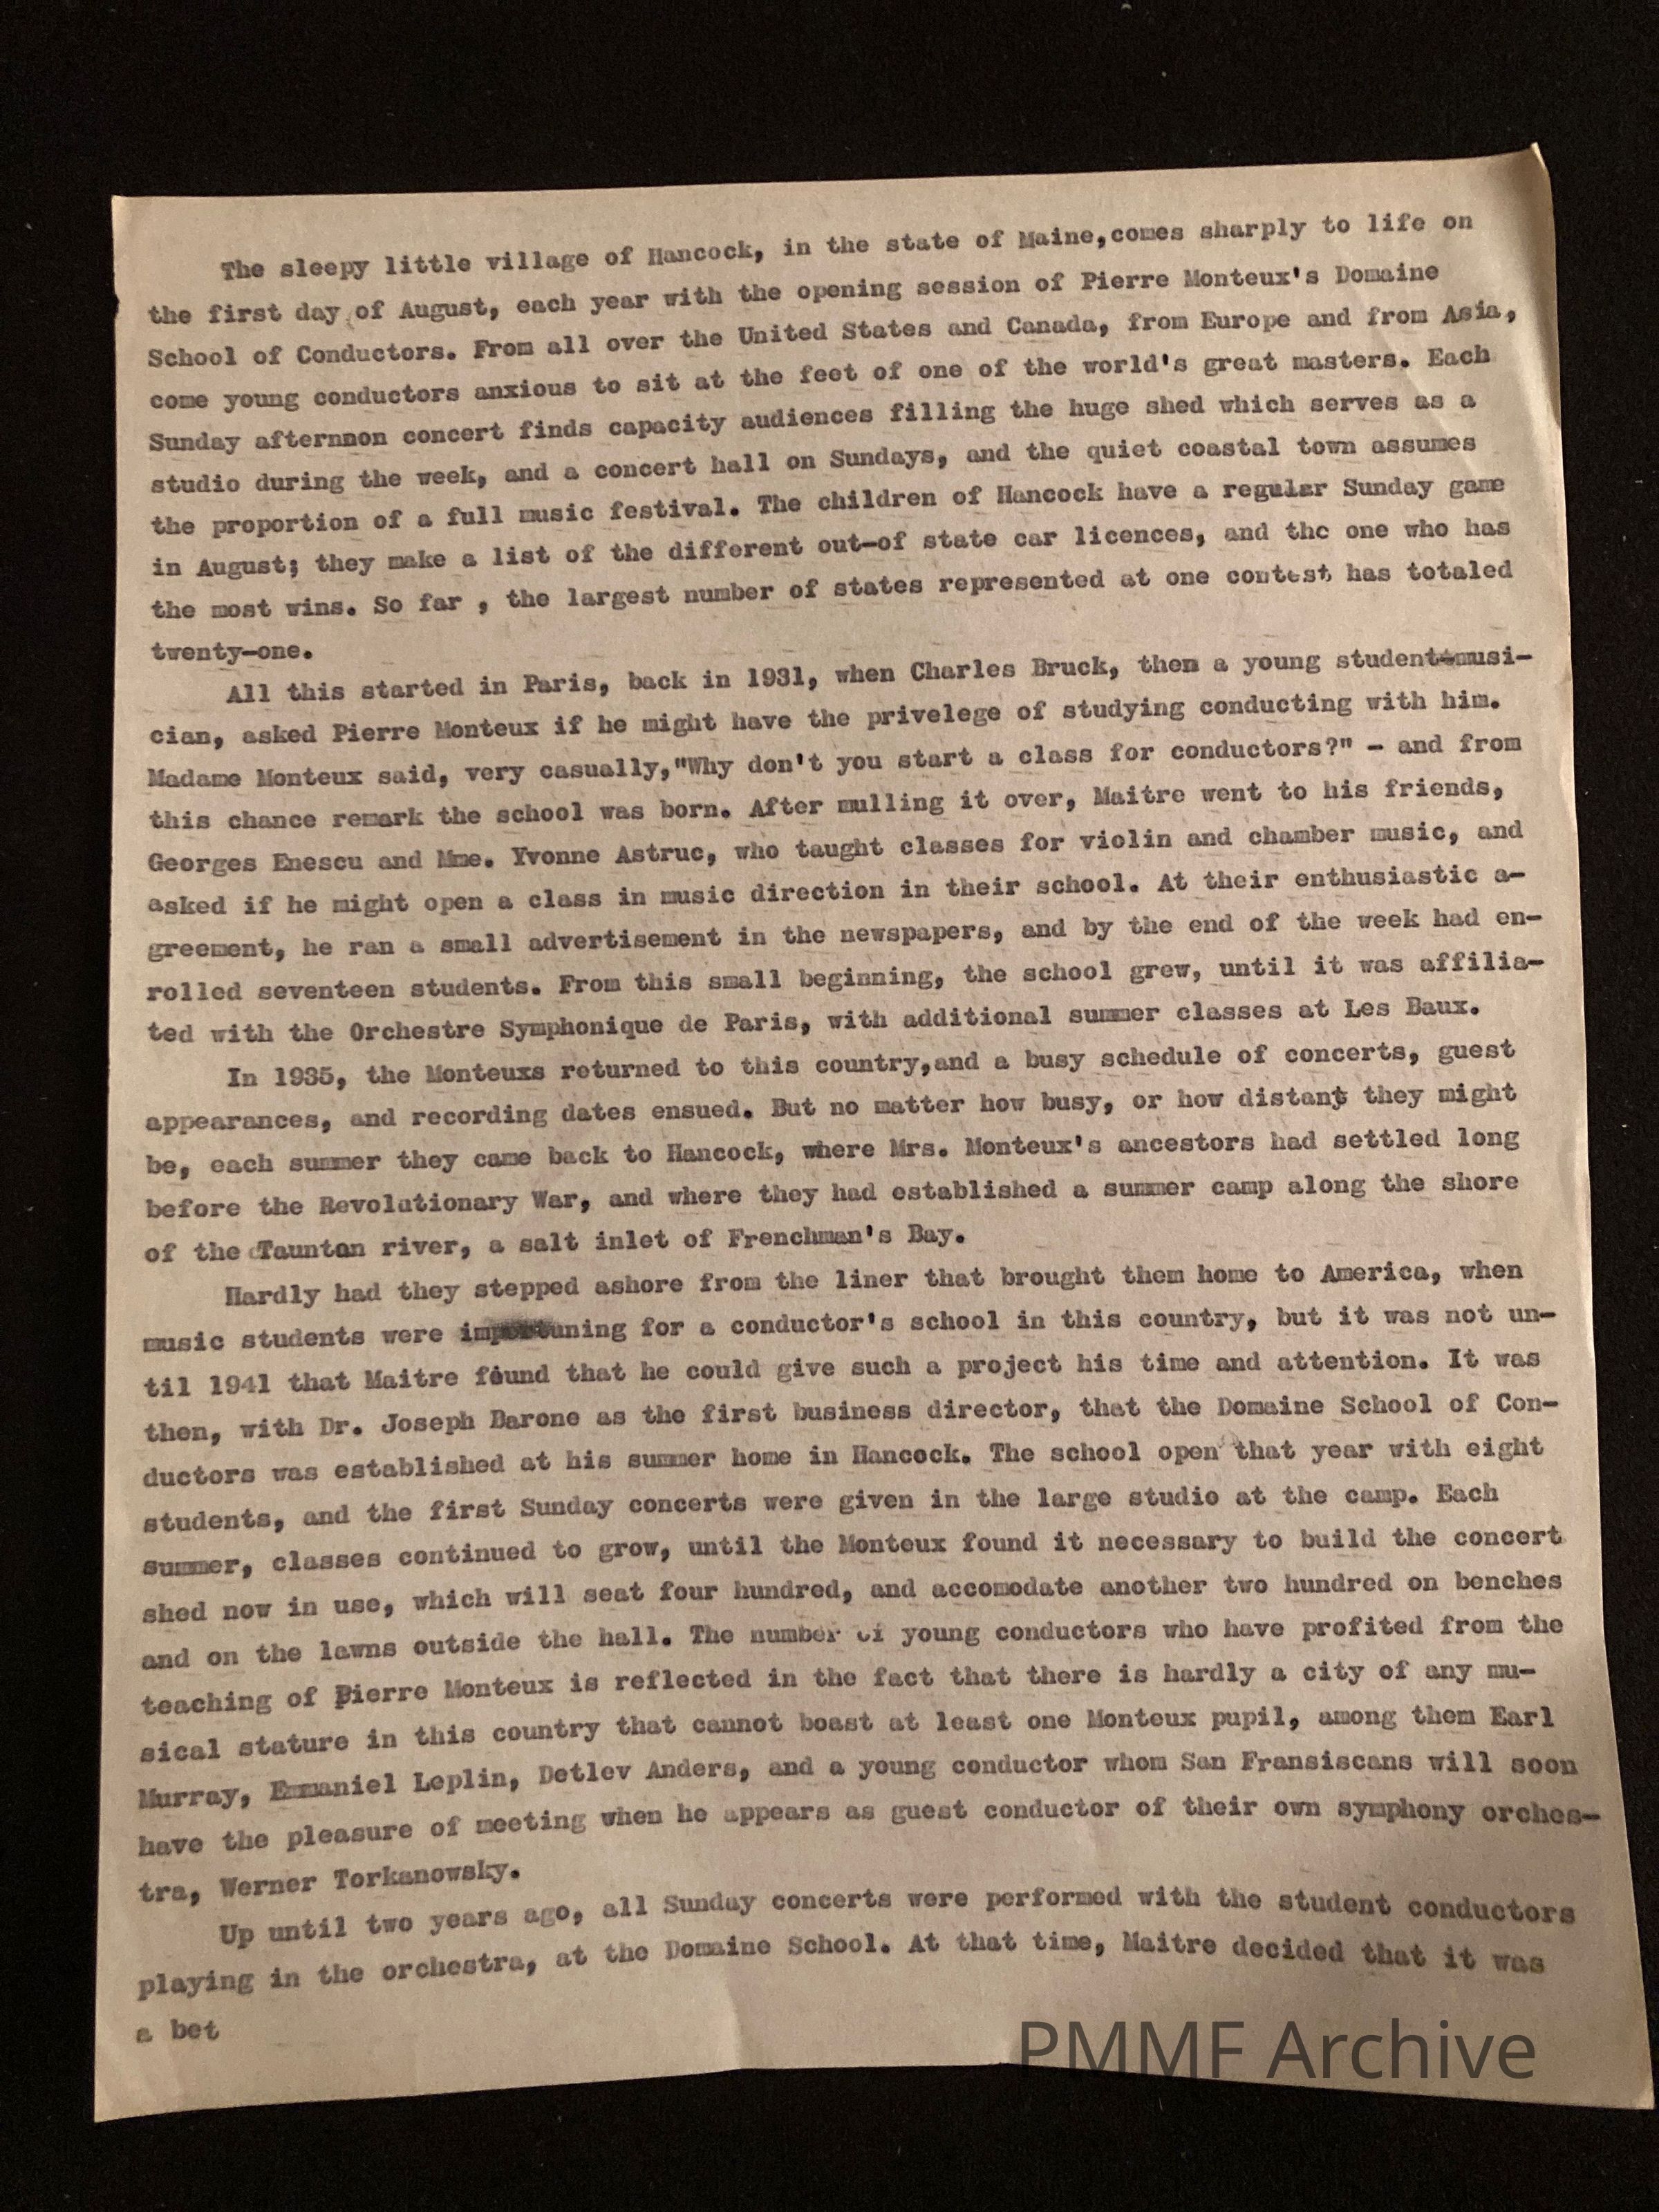 The sleepy little village of Hancock, in the state of Maine,comes sharply to life on
the first day of August, each year with the opening session of Pierre Monteux's Domaine
School of Conductors. From all over the United States and Canada, from Europe and from Asia,
come young conductors anxious to sit at the feet of one of the world's great masters. Each
Sunday afternnon concert finds capacity audiences filling the huge shed which serves as a
studio during the week, and a concert hall on Sundays, and the quiet coastal town assumes
the proportion of a full music festival. The children of Hancock have a regular Sunday game
in August; they make a list of the different out-of state car licences, and the one who has
the most wins. So far , the largest number of states represented at one contest has totaled
twenty-one.
All this started in Paris, back in 1931, when Charles Bruck, then a young student-musi-
cian, asked Pierre Monteux if he might have the privelege of studying conducting with him.
Madame Monteux said, very casually,"Why don't you start a class for conductors?" - and from
this chance remark the school was born. After mulling it over, Maitre went to his friends,
Georges Enescu and Mme. Yvonne Astruc, who taught classes for violin and chamber music, and
asked if he might open a class in music direction in their school. At their enthusiastic a-
greement, he ran a small advertisement in the newspapers, and by the end of the week had en-
rolled seventeen students. From this small beginning, the school grew, until it was affilia-
ted with the Orchestre Symphonique de Paris, with additional summer classes at Les Baux.
In 1935, the Monteuxs returned to this country,and a busy schedule of concerts, guest
appearances, and recording dates ensued. But no matter how busy, or how distant they might
be, each summer they came back to Hancock, where Mrs. Monteux's ancestors had settled long
before the Revolutionary War, and where they had established a summer camp along the shore
of the Taunton river, a salt inlet of Frenchman's Bay.
Hardly had they stepped ashore from the liner that brought them home to America, when
music students were importuning for a conductor's school in this country, but it was not un-
til 1941 that Maitre found that he could give such a project his time and attention. It was
then, with Dr. Joseph Barone as the first business director, that the Domaine School of Con-
ductors was established at his summer home in Hancock. The school open that year with eight
students, and the first Sunday concerts were given in the large studio at the camp. Each
summer, classes continued to grow, until the Monteux found it necessary to build the concert
shed now in use, which will seat four hundred, and accomodate another two hundred on benches
and on the lawns outside the hall. The number of young conductors who have profited from the
teaching of Pierre Monteux is reflected in the fact that there is hardly a city of any mu-
sical stature in this country that cannot boast at least one Monteux pupil, among them Earl
Murray, Emmaniel Leplin, Detlev Anders, and a young conductor whom San Fransiscans will soon
have the pleasure of meeting when he appears as guest conductor of their own symphony orches-
tra, Werner Torkanowsky.
Up until two years ago, all Sunday concerts were performed with the student conductors
playing in the orchestra, at the Domaine School. At that time, Maitre decided that it was
a bet
PMMF Archive